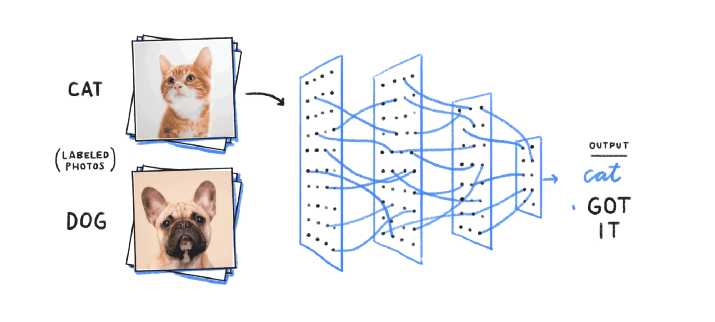 CAT
(LABELED
PHOTOS)
DOG
OUTPUT
cat
GOT
IT